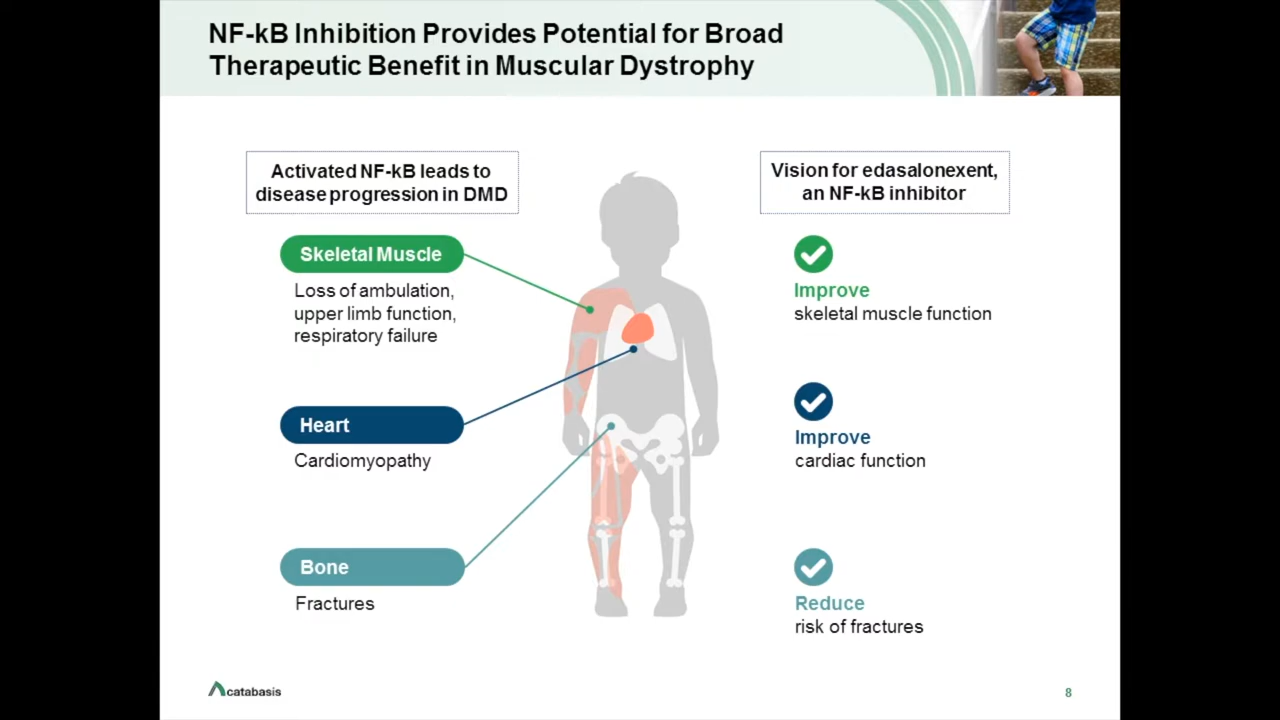 NF-kB Inhibition Provides Potential for Broad
Therapeutic Benefit in Muscular Dystrophy
Activated NF-kB leads to
disease progression in DMD
Skeletal Muscle
Loss of ambulation,
upper limb function,
respiratory failure
Heart
Cardiomyopathy
Bone
Fractures
Vision for edasalonexent,
an NF-kB inhibitor
Improve
skeletal muscle function
Improve
cardiac function
Reduce
risk of fractures
catabasis
8